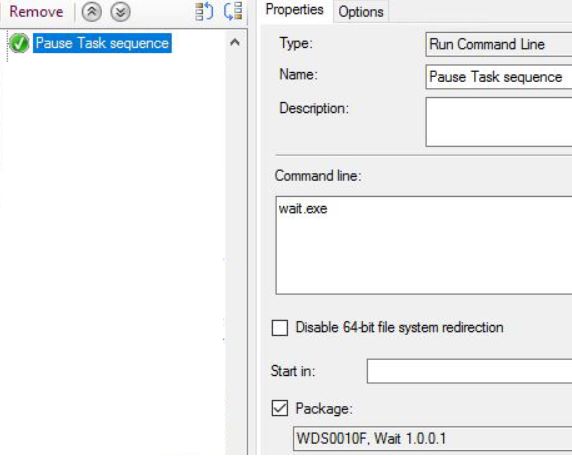 Remove
Pause Task sequence
Properties Options
Type: Run Command Line
Name: Pause Task sequence
Description:
Command line:
wait.exe
Disable 64-bit file system redirection
Start in:
Package:
WDS0010F, Wait 1.0.0.1